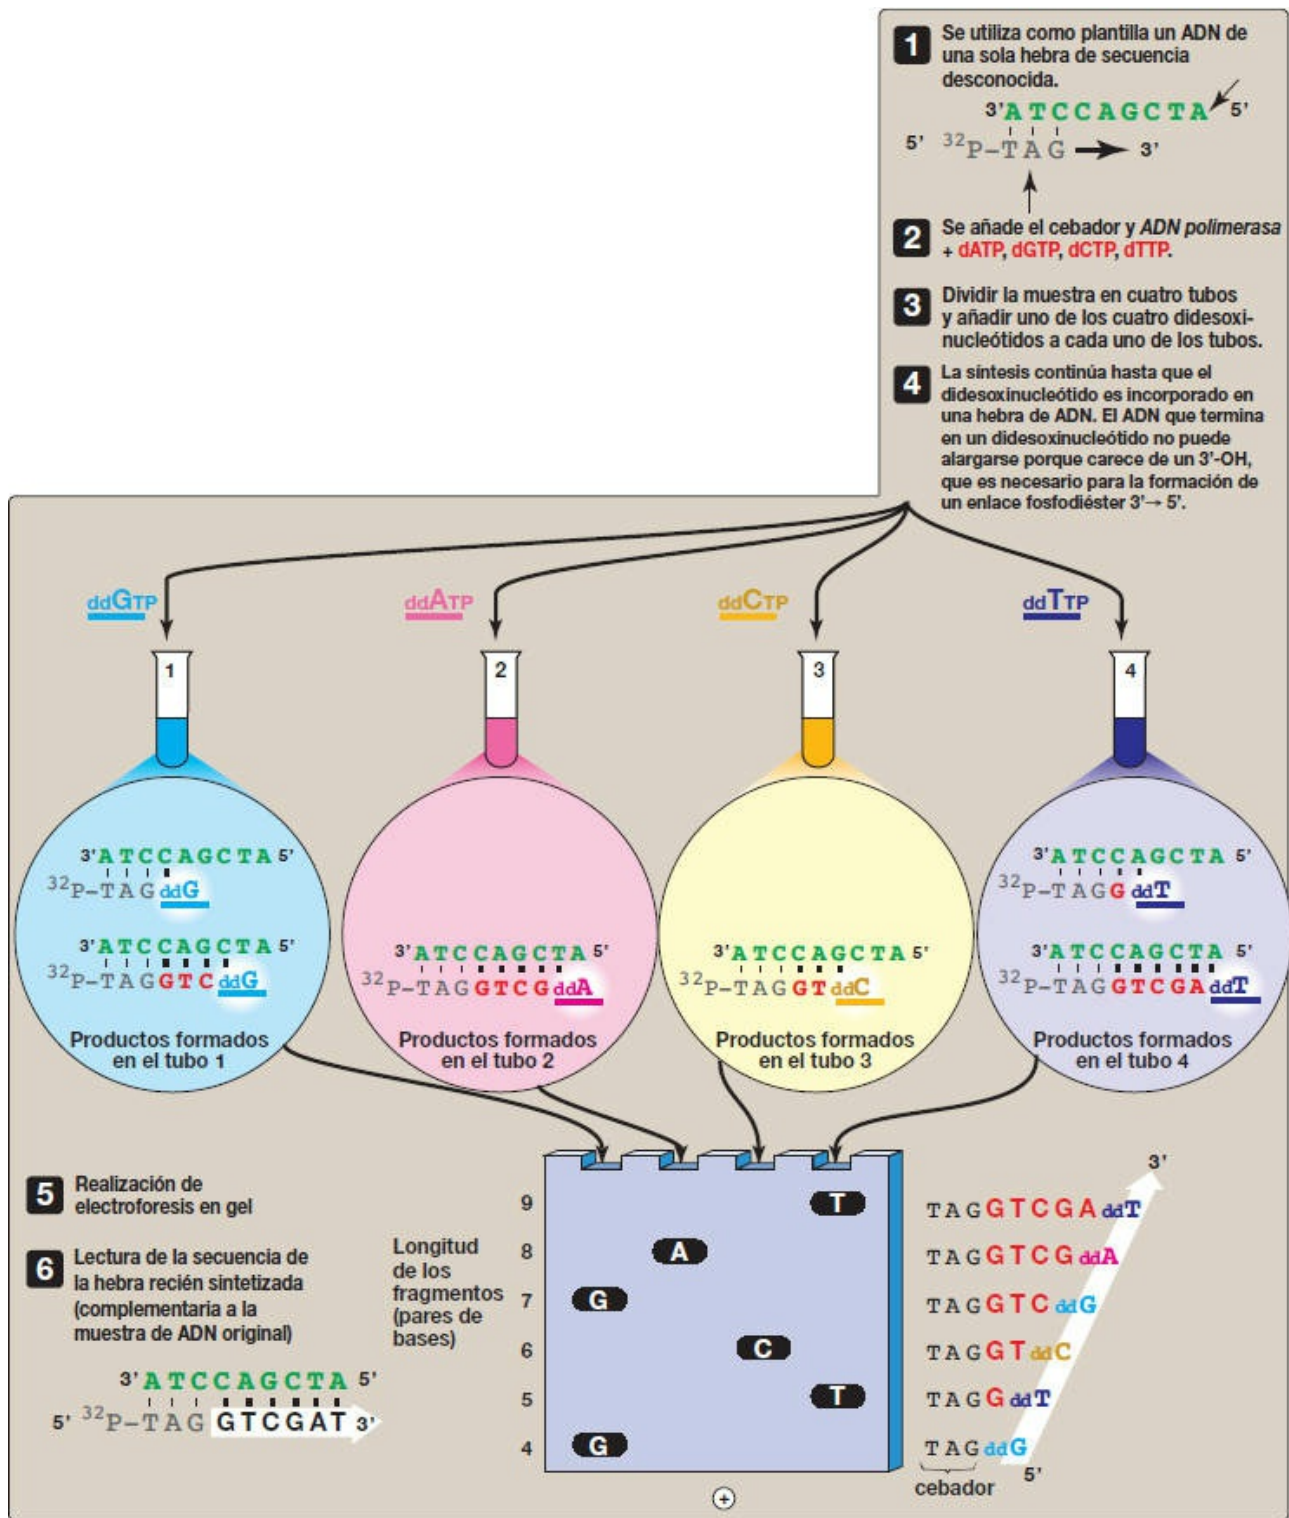 1 Se utiliza como plantilla un ADN de
una sola hebra de secuencia
desconocida.
3' A T C C A G C T A 5'
5' 32P–T A G 3'
2 Se añade el cebador y ADN polimerasa
+ dATP, dGTP, dCTP, dTTP.
3 Dividir la muestra en cuatro tubos
y añadir uno de los cuatro didesoxi-
nucleótidos a cada uno de los tubos.
4 La síntesis continúa hasta que el
didesoxinucleótido es incorporado en
una hebra de ADN. El ADN que termina
en un didesoxinucleótido no puede
alargarse porque carece de un 3'-OH,
que es necesario para la formación de
un enlace fosfodiéster 3'→ 5'.
ddGTP
ddATP
ddCTP
ddTTP
1
2
3
4
3' A T C C A G C T A 5'
32P–T A G ddG
3' A T C C A G C T A 5'
32P–T A G G T C ddG
Productos formados
en el tubo 1
3' A T C C A G C T A 5'
32P–T A G G T C G ddA
Productos formados
en el tubo 2
3' A T C C A G C T A 5'
32P–T A G G T ddC
Productos formados
en el tubo 3
3' A T C C A G C T A 5'
32P–T A G G ddT
3' A T C C A G C T A 5'
32P–T A G G T C G A ddT
Productos formados
en el tubo 4
5 Realización de
electroforesis en gel
6 Lectura de la secuencia de
la hebra recién sintetizada
(complementaria a la
muestra de ADN original)
3' A T C C A G C T A 5'
5' 32P–T A G G T C G A T 3'
Longitud
de los
fragmentos
(pares de
bases)
9 T
8 A
7 G
6 C
5 T
4 G
+
3'
T A G G T C G A ddT
T A G G T C G ddA
T A G G T C ddG
T A G G T ddC
T A G G ddT
T A G ddG
5'
cebador